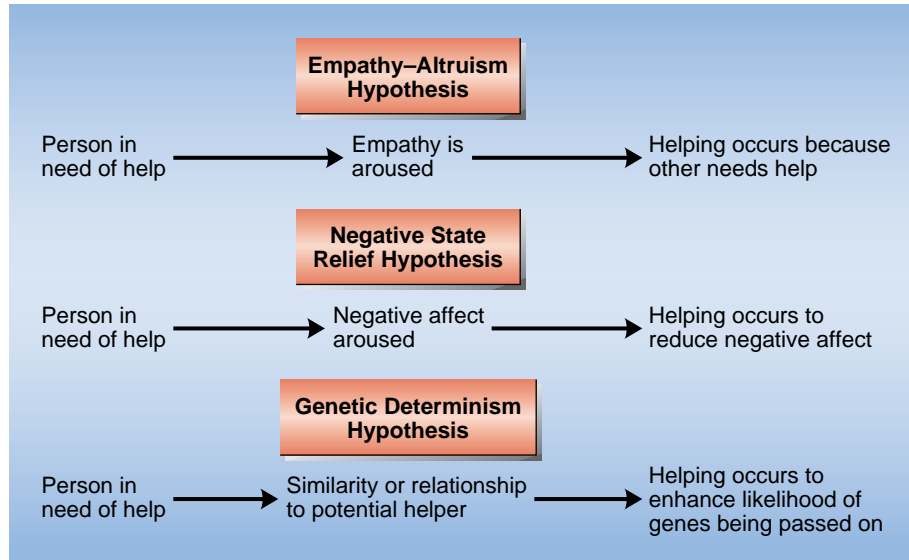 Empathy–Altruism
Hypothesis
Person in
need of help
Empathy is
aroused
Helping occurs because
other needs help
Negative State
Relief Hypothesis
Person in
need of help
Negative affect
aroused
Helping occurs to
reduce negative affect
Genetic Determinism
Hypothesis
Person in
need of help
Similarity or relationship
to potential helper
Helping occurs to
enhance likelihood of
genes being passed on